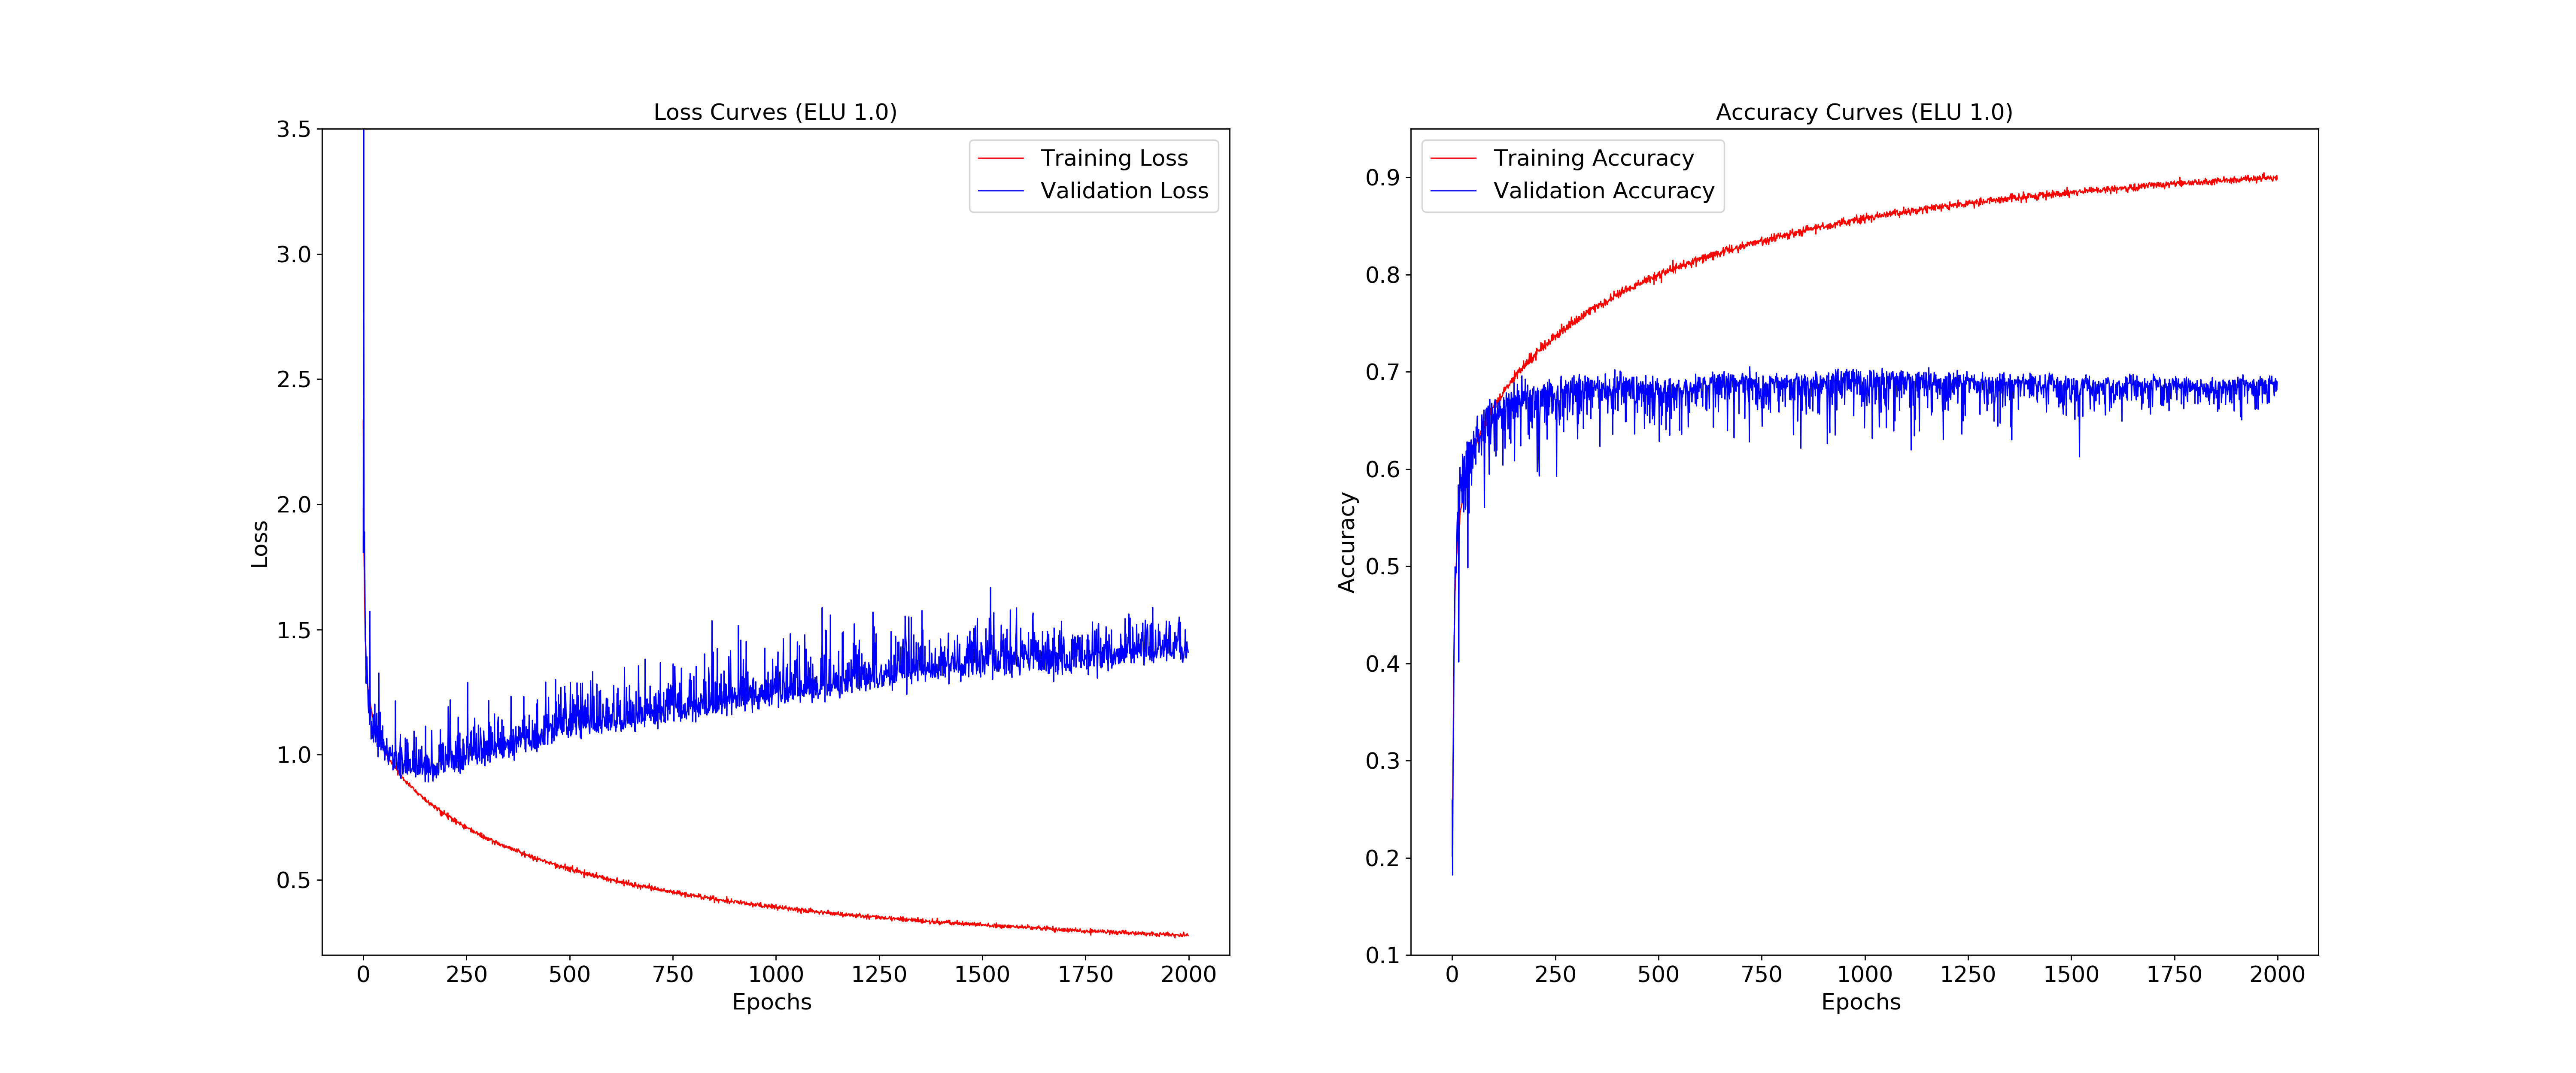 Loss Curves (ELU 1.0)
3.5
3.0
2.5
2.0
1.5
1.0
0.5
Loss
Training Loss
Validation Loss
0 250 500 750 1000 1250 1500 1750 2000
Epochs
Accuracy Curves (ELU 1.0)
0.9
0.8
0.7
0.6
0.5
0.4
0.3
0.2
0.1
Accuracy
Training Accuracy
Validation Accuracy
0 250 500 750 1000 1250 1500 1750 2000
Epochs